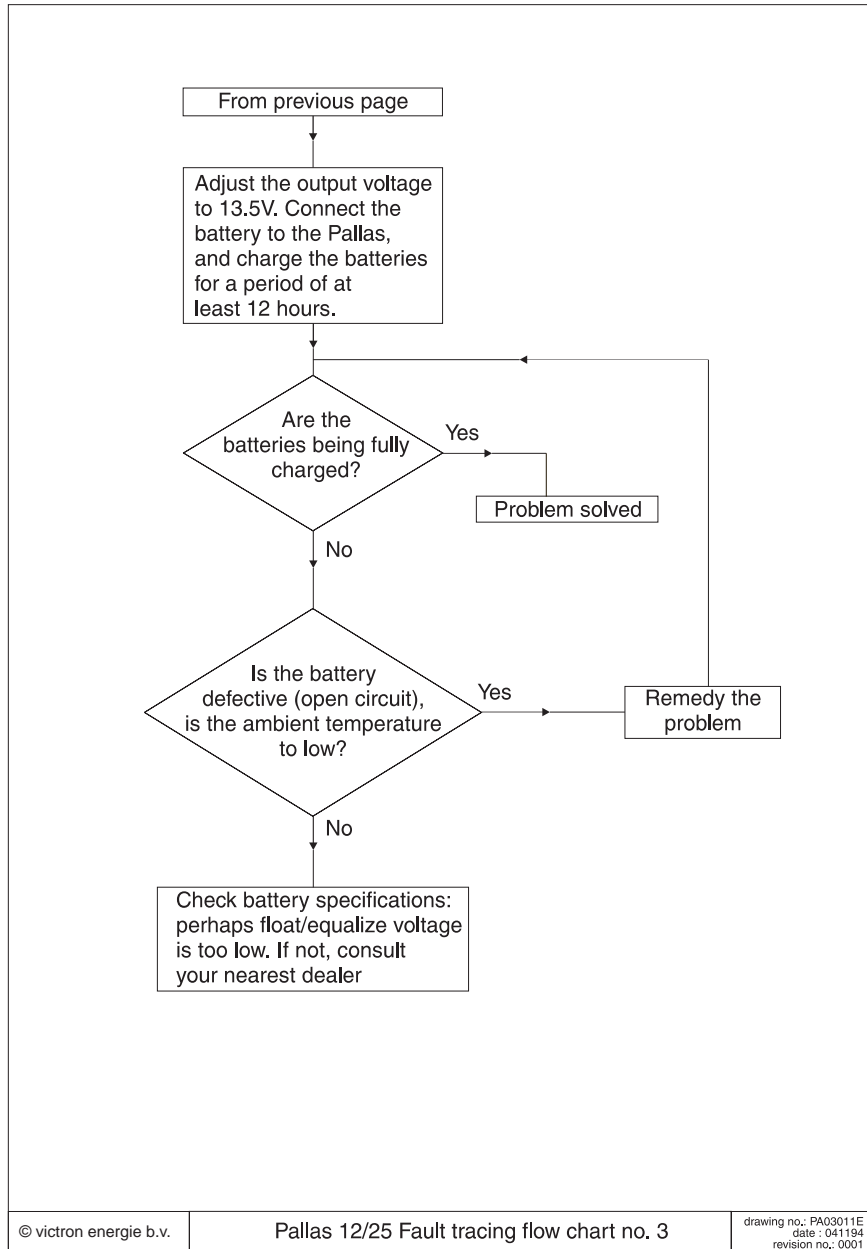 From previous page
Adjust the output voltage
to 13.5V. Connect the
battery to the Pallas,
and charge the batteries
for a period of at
least 12 hours.
Are the
batteries being fully
charged?
Yes
Problem solved
No
Is the battery
defective (open circuit),
is the ambient temperature
to low?
Yes
Remedy the
problem
No
Check battery specifications:
perhaps float/equalize voltage
is too low. If not, consult
your nearest dealer
© victron energie b.v.
Pallas 12/25 Fault tracing flow chart no. 3
drawing no.: PA03011E
date : 041194
revision no.: 0001